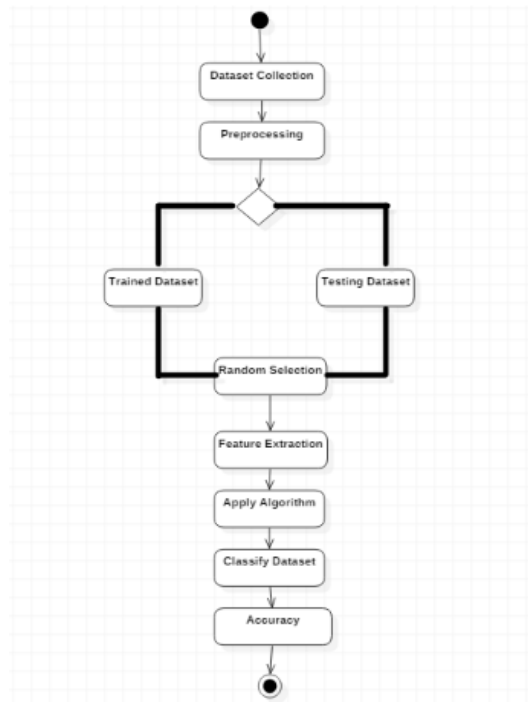 Dataset Collection
Preprocessing
Trained Dataset
Testing Dataset
Random Selection
Feature Extraction
Apply Algorithm
Classify Dataset
Accuracy